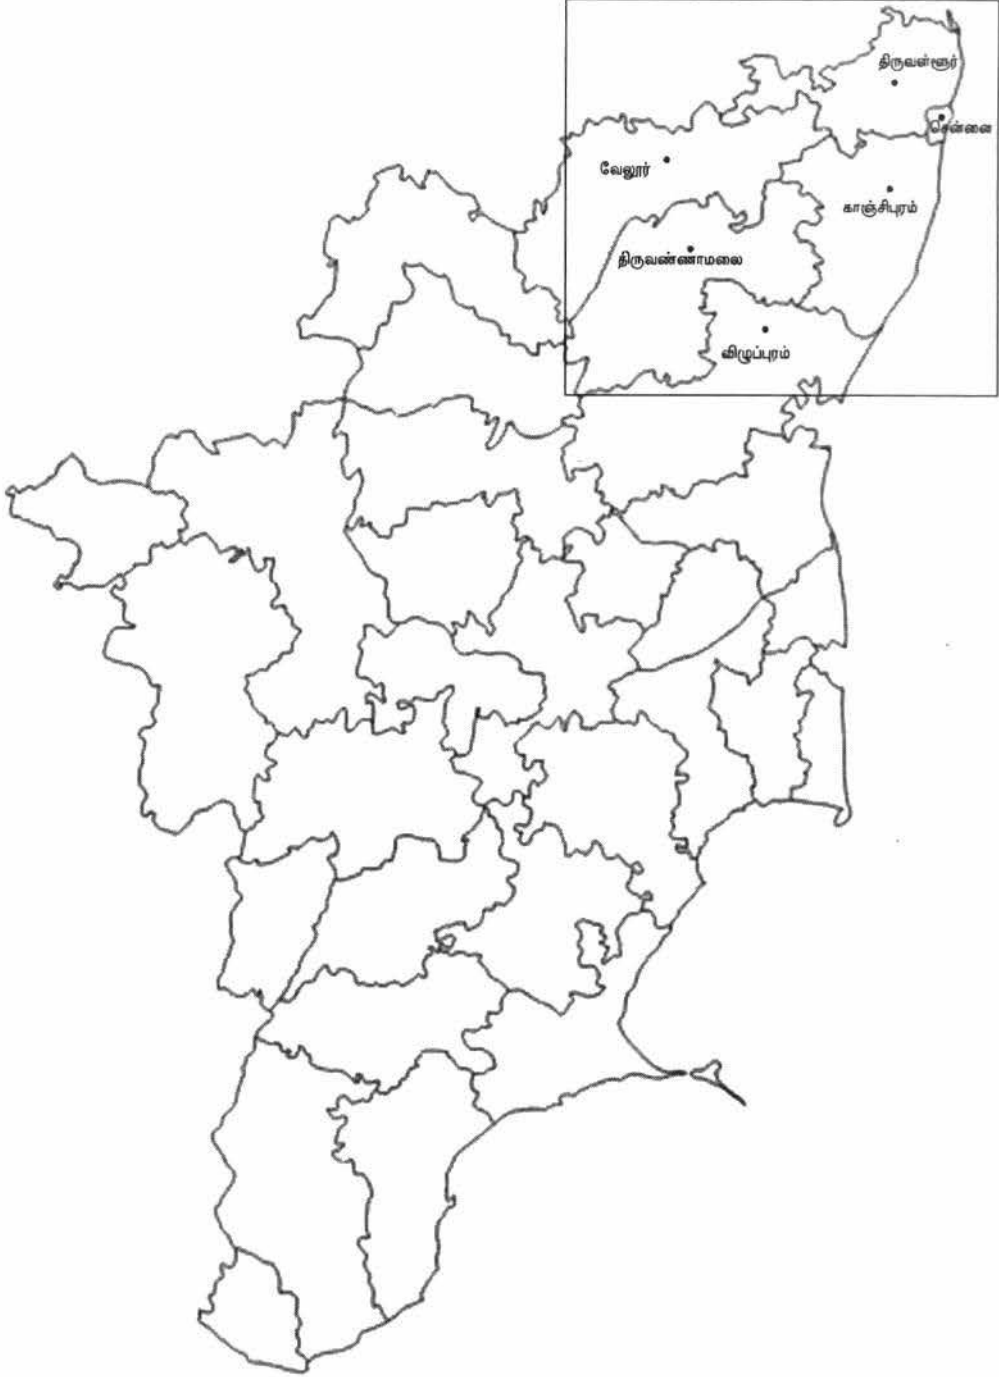 திருவள்ளூர்
சென்னை
வேலூர்
காஞ்சிபுரம்
திருவண்ணாமலை
விழுப்புரம்